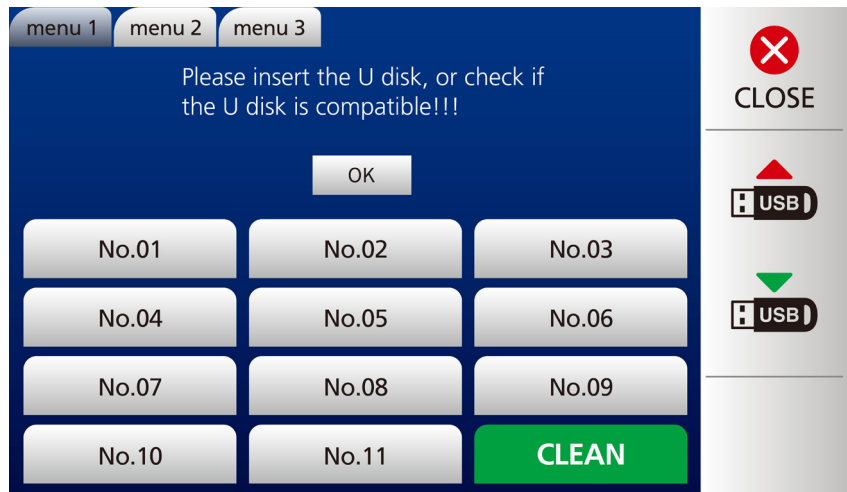 menu 1 menu 2 menu 3
Please insert the U disk, or check if
the U disk is compatible!!!
OK
No.01 No.02 No.03
No.04 No.05 No.06
No.07 No.08 No.09
No.10 No.11 CLEAN
CLOSE
USB
USB